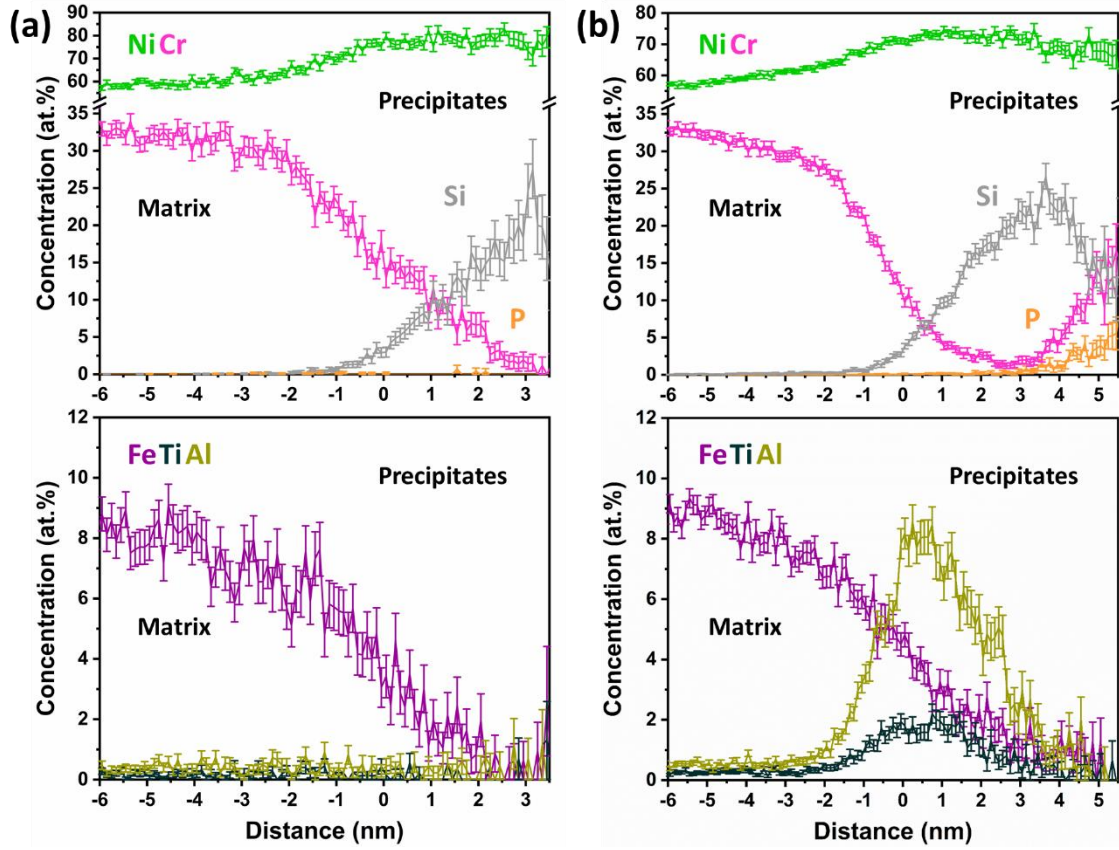 (a)
Concentration (at.%)
90
80
70
60
35
30
25
20
15
10
5
0
Ni Cr
Precipitates
Matrix
Si
P
-6 -5 -4 -3 -2 -1 0 1 2 3
Concentration (at.%)
12
10
8
6
4
2
0
Fe Ti Al
Precipitates
Matrix
-6 -5 -4 -3 -2 -1 0 1 2 3
Distance (nm)
(b)
Concentration (at.%)
80
70
60
35
30
25
20
15
10
5
0
Ni Cr
Precipitates
Matrix
Si
P
-6 -5 -4 -3 -2 -1 0 1 2 3 4 5
Concentration (at.%)
12
10
8
6
4
2
0
Fe Ti Al
Precipitates
Matrix
-6 -5 -4 -3 -2 -1 0 1 2 3 4 5
Distance (nm)